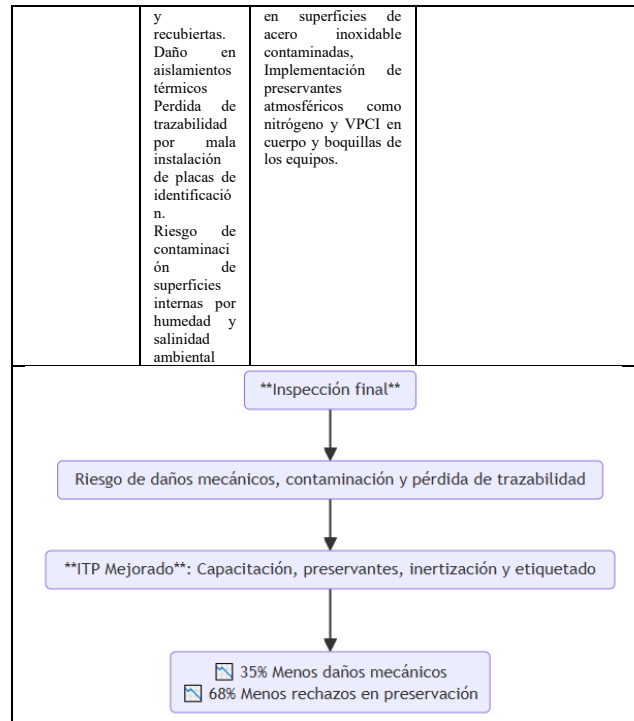 y
recubiertas.
Daño en
aislamientos
térmicos
Perdida de
trazabilidad
por mala
instalación
de placas de
identificació
n.
Riesgo de
contaminaci
ón de
superficies
internas por
humedad y
salinidad
ambiental
en superficies de
acero inoxidable
contaminadas,
Implementación de
preservantes
atmosféricos como
nitrógeno y VPCI en
cuerpo y boquillas de
los equipos.
**Inspección final**
Riesgo de daños mecánicos, contaminación y pérdida de trazabilidad
**ITP Mejorado**: Capacitación, preservantes, inertización y etiquetado
📉 35% Menos daños mecánicos
📉 68% Menos rechazos en preservación